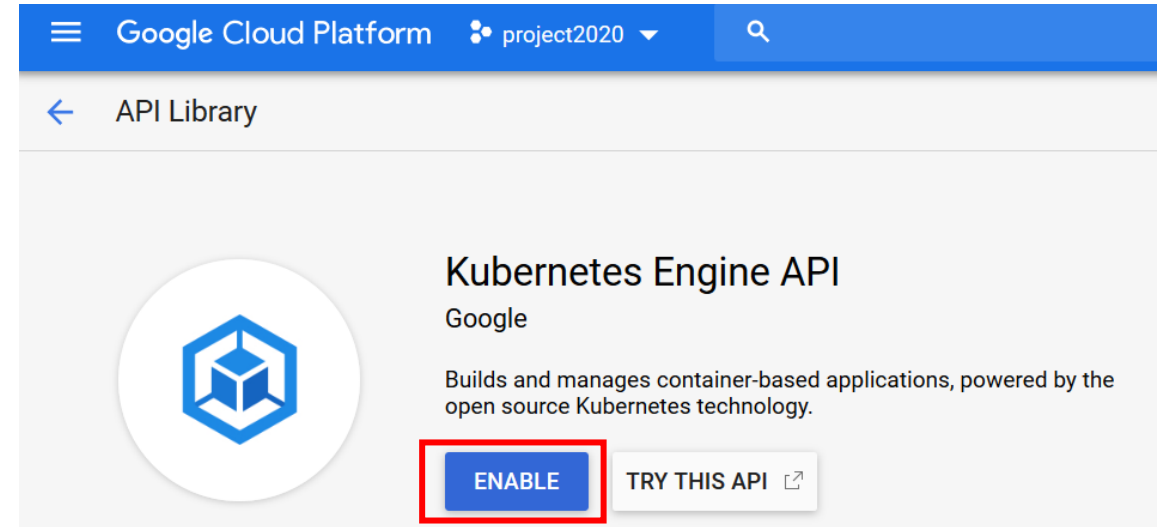 Google Cloud Platform project2020
API Library
Kubernetes Engine API
Google
Builds and manages container-based applications, powered by the
open source Kubernetes technology.
ENABLE TRY THIS API